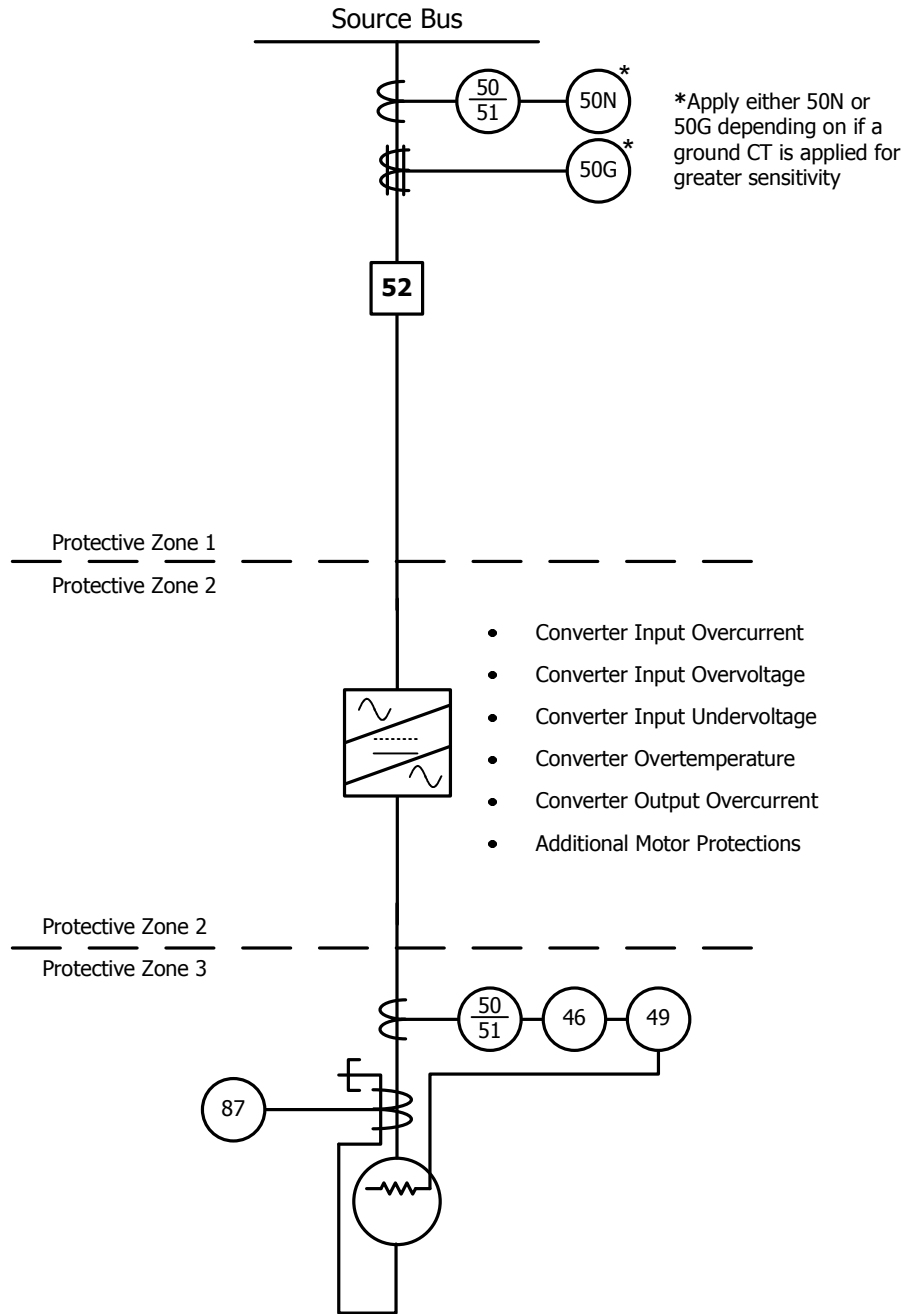 Source Bus
50
51
50N
*
*Apply either 50N or
50G depending on if a
ground CT is applied for
greater sensitivity
50G
*
52
Protective Zone 1
Protective Zone 2
• Converter Input Overcurrent
• Converter Input Overvoltage
• Converter Input Undervoltage
• Converter Overtemperature
• Converter Output Overcurrent
• Additional Motor Protections
Protective Zone 2
Protective Zone 3
50
51
46
49
87